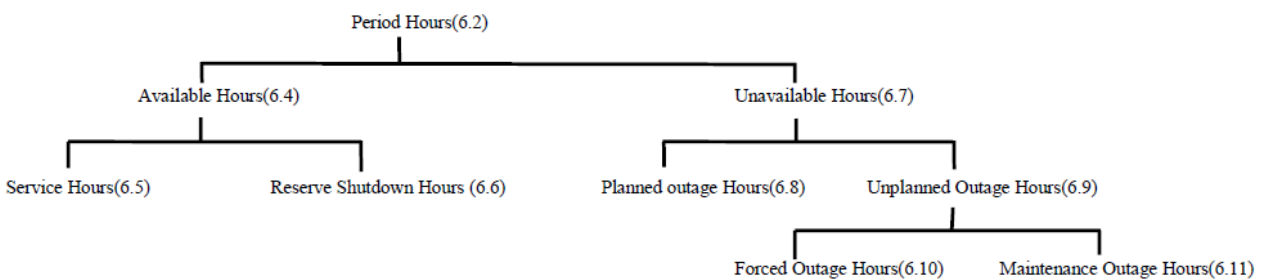 Period Hours(6.2)
Available Hours(6.4)
Unavailable Hours(6.7)
Service Hours(6.5)
Reserve Shutdown Hours (6.6)
Planned outage Hours(6.8)
Unplanned Outage Hours(6.9)
Forced Outage Hours(6.10)
Maintenance Outage Hours(6.11)